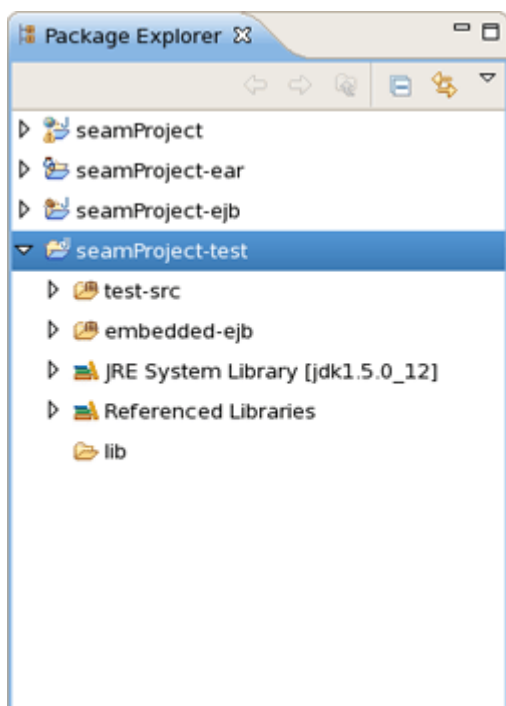 Package Explorer
seamProject
seamProject-ear
seamProject-ejb
seamProject-test
test-src
embedded-ejb
JRE System Library [jdk1.5.0_12]
Referenced Libraries
lib